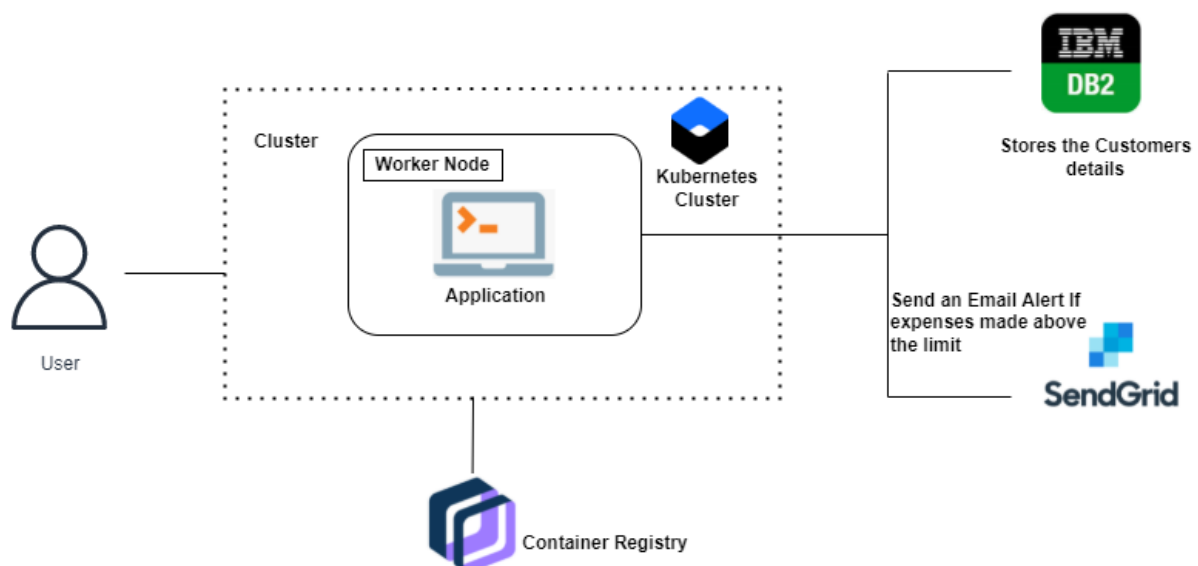 IBM
DB2
Stores the Customers
details
Cluster
Worker Node
Kubernetes
Cluster
Application
User
Send an Email Alert If
expenses made above
the limit
SendGrid
Container Registry